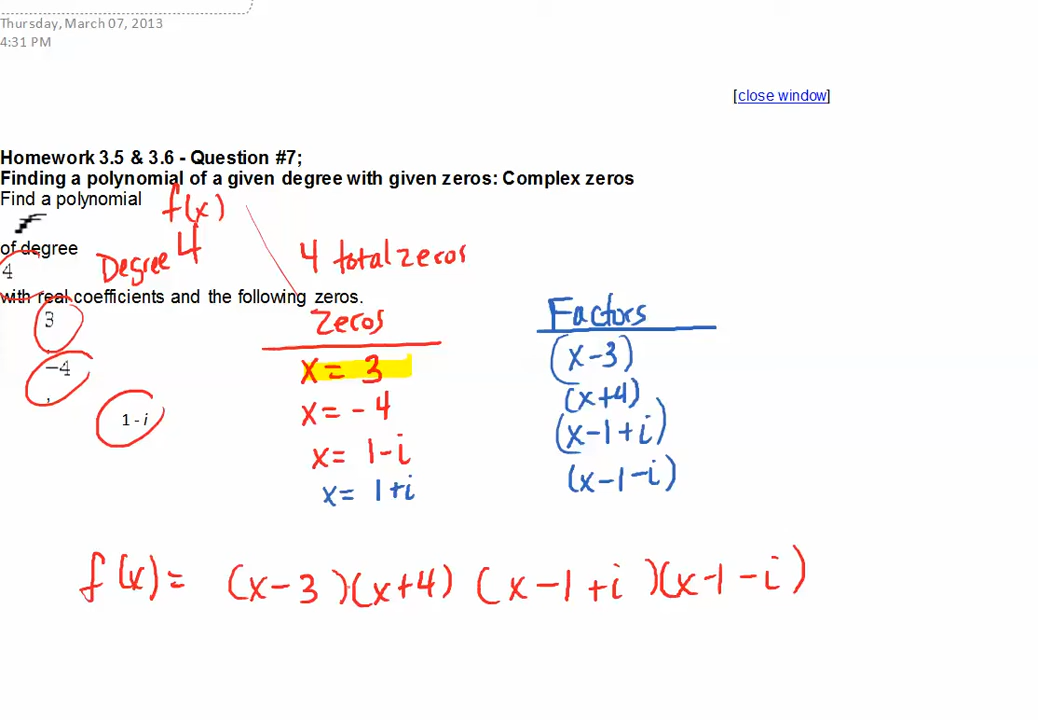 Thursday, March 07, 2013
4:31 PM
[close window]
Homework 3.5 & 3.6 - Question #7;
Finding a polynomial of a given degree with given zeros: Complex zeros
Find a polynomial f(x)
f
of degree
4
Degree 4
4 total zeros
with real coefficients and the following zeros.
3
-4
,
1 - i
Zeros
x = 3
x = - 4
x = 1 - i
x = 1 + i
Factors
(x - 3)
(x + 4)
(x - 1 + i)
(x - 1 - i)
f(x) = (x - 3)(x + 4)(x - 1 + i)(x - 1 - i)